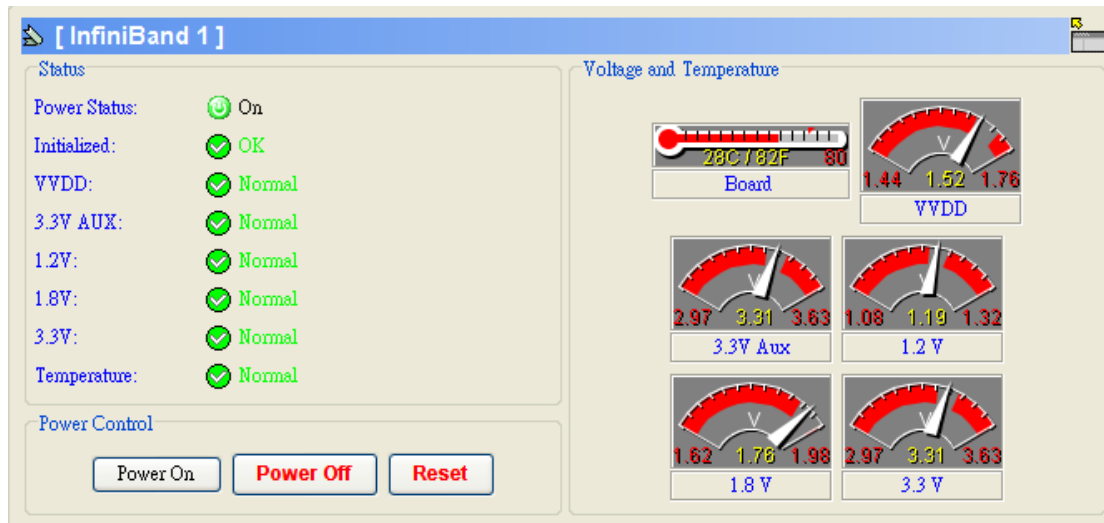 [ InfiniBand 1 ]
Status
Power Status: On
Initialized: OK
VVDD: Normal
3.3V AUX: Normal
1.2V: Normal
1.8V: Normal
3.3V: Normal
Temperature: Normal
Power Control
Power On Power Off Reset
Voltage and Temperature
28C / 82F 80
Board
V
1.44 1.52 1.76
VVDD
V
2.97 3.31 3.63
3.3V Aux
V
1.08 1.19 1.32
1.2 V
V
1.62 1.76 1.98
1.8 V
V
2.97 3.31 3.63
3.3 V